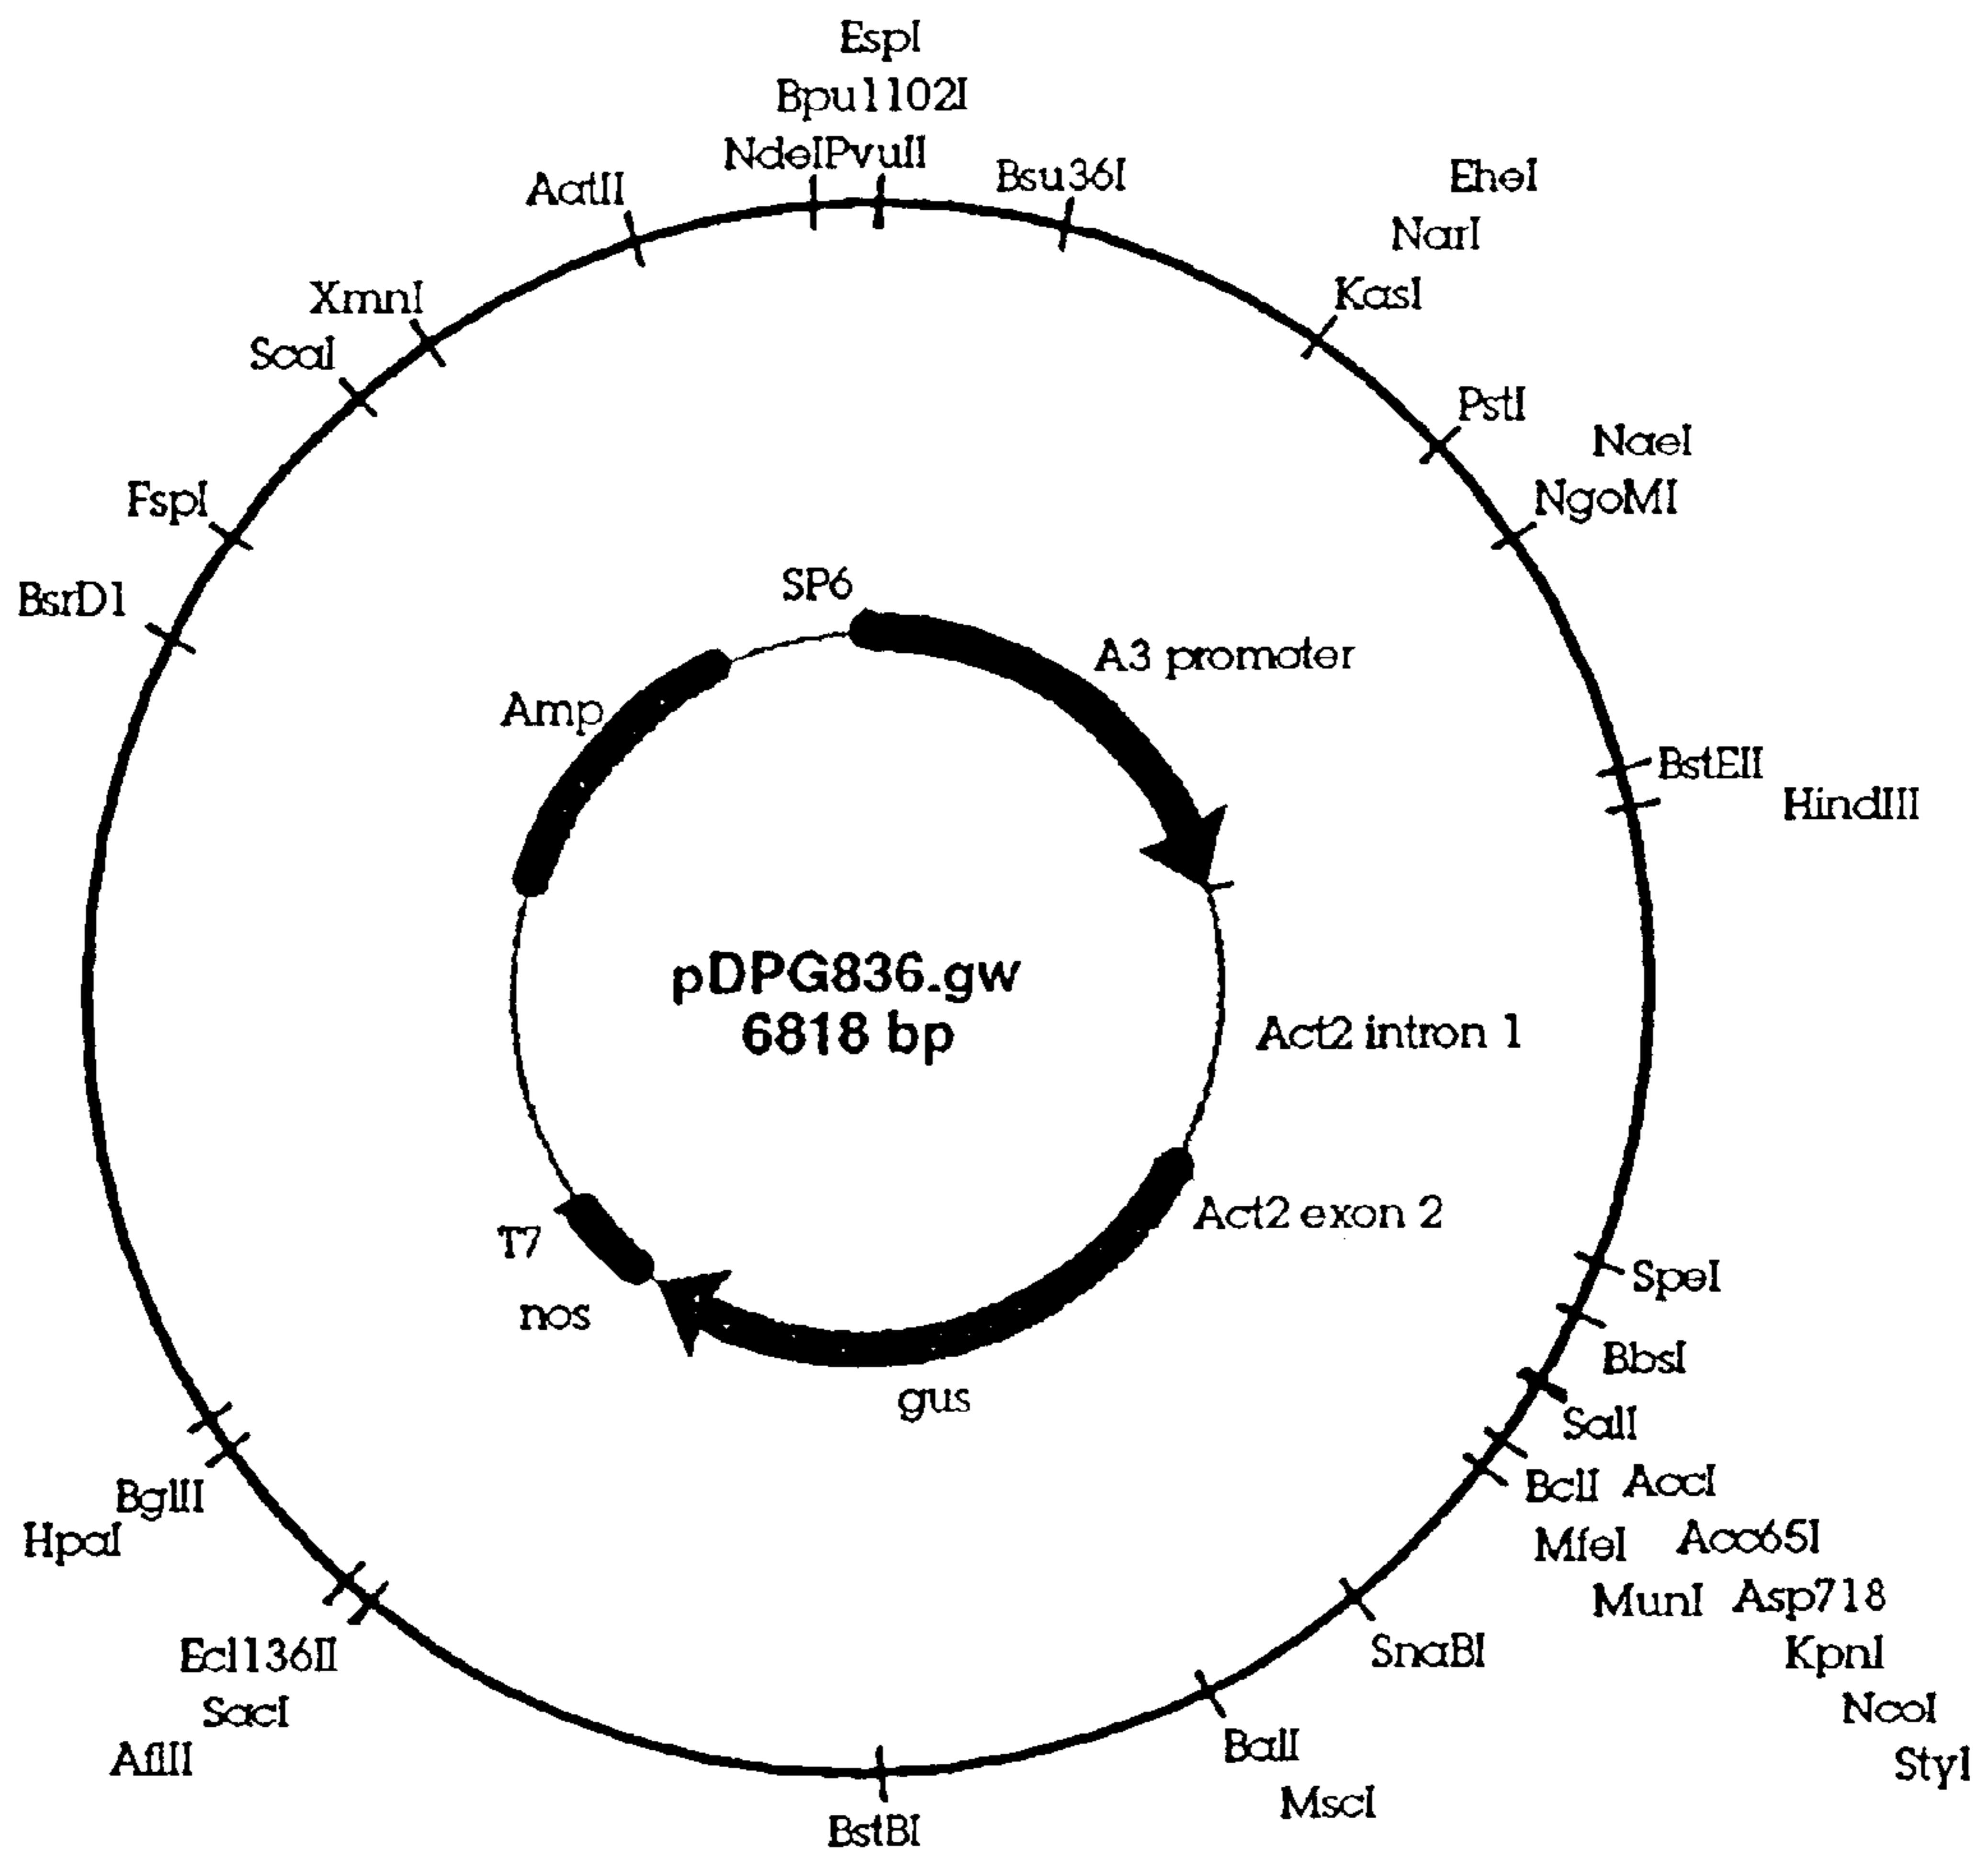 EspI
Bpu1102I
NdeIPvuII
Bsu36I
EheI
NarI
KasI
AatII
XmnI
ScaI
PstI
NaeI
NgoMI
FspI
BsrD1
SP6
A3 promoter
Amp
BstEII
HindIII
pDPG836.gw
6818 bp
Act2 intron 1
Act2 exon 2
T7
nos
gus
SpeI
BbsI
SalI
BclI AccI
MfeI Acc65I
MunI Asp718
KpnI
NcoI
StyI
SnaBI
BalI
MscI
BstBI
BglII
HpaI
Ecl136II
SacI
AflII